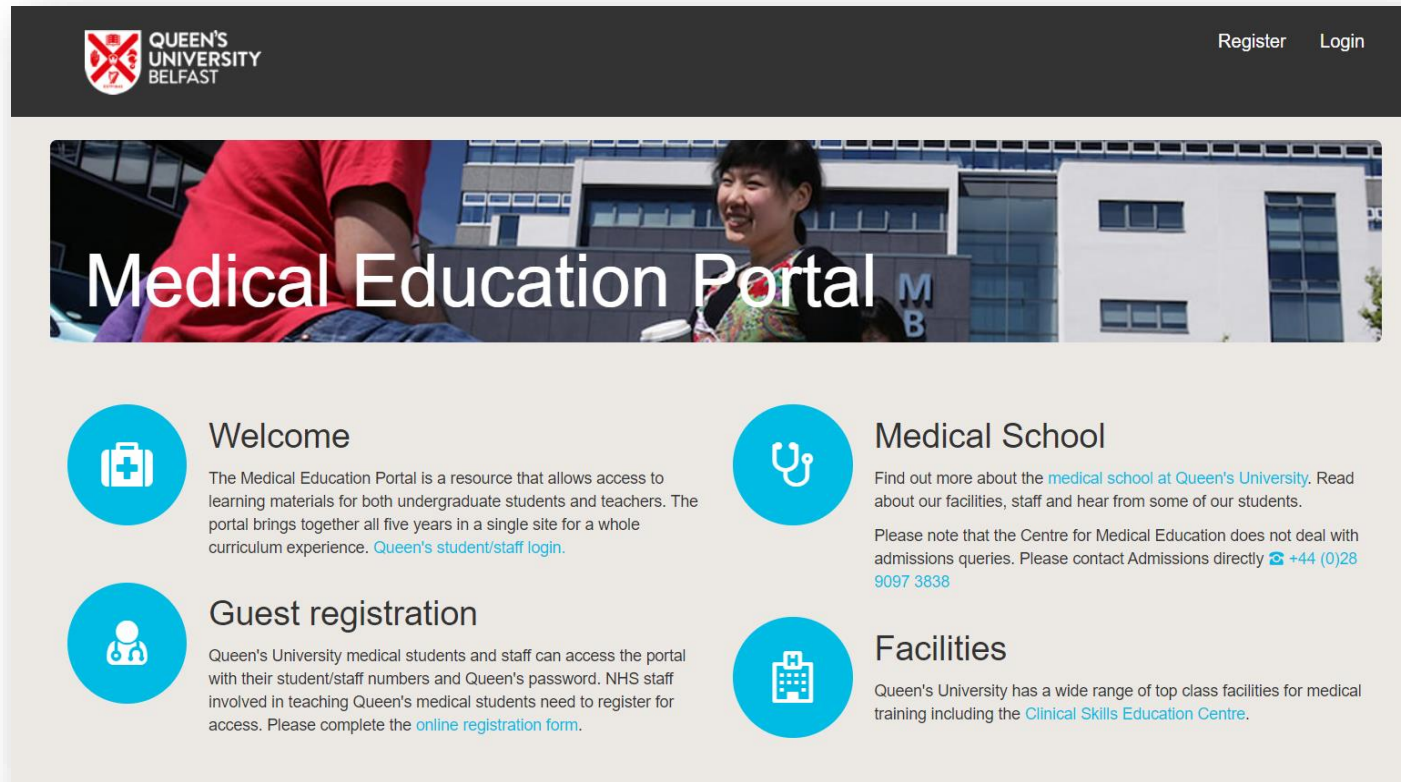 QUEEN'S
UNIVERSITY
BELFAST
Register Login
Medical Education Portal
M
B
Welcome
The Medical Education Portal is a resource that allows access to
learning materials for both undergraduate students and teachers. The
portal brings together all five years in a single site for a whole
curriculum experience. Queen's student/staff login.
Guest registration
Queen's University medical students and staff can access the portal
with their student/staff numbers and Queen's password. NHS staff
involved in teaching Queen's medical students need to register for
access. Please complete the online registration form.
Medical School
Find out more about the medical school at Queen's University. Read
about our facilities, staff and hear from some of our students.
Please note that the Centre for Medical Education does not deal with
admissions queries. Please contact Admissions directly ☎ +44 (0)28
9097 3838
Facilities
Queen's University has a wide range of top class facilities for medical
training including the Clinical Skills Education Centre.